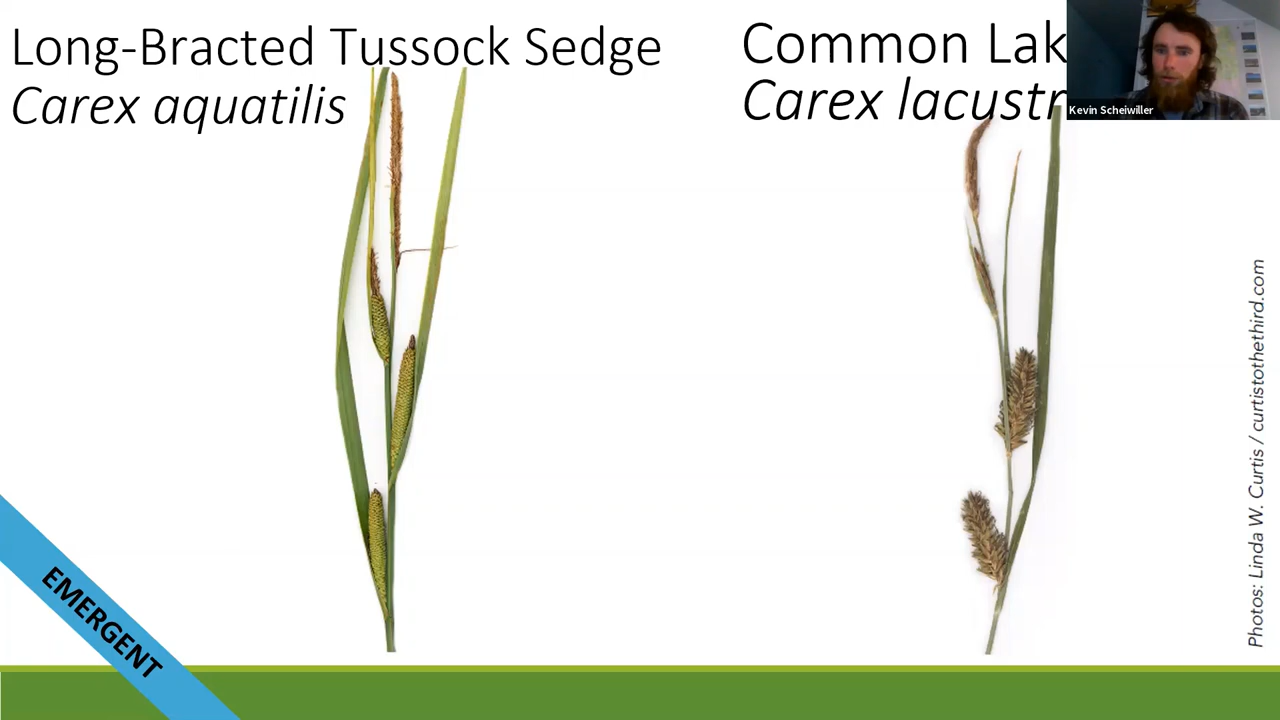 Long-Bracted Tussock Sedge
Carex aquatilis
Common Lak
Carex lacustr
Kevin Scheiwiller
Photos: Linda W. Curtis / curtistothethird.com
EMERGENT